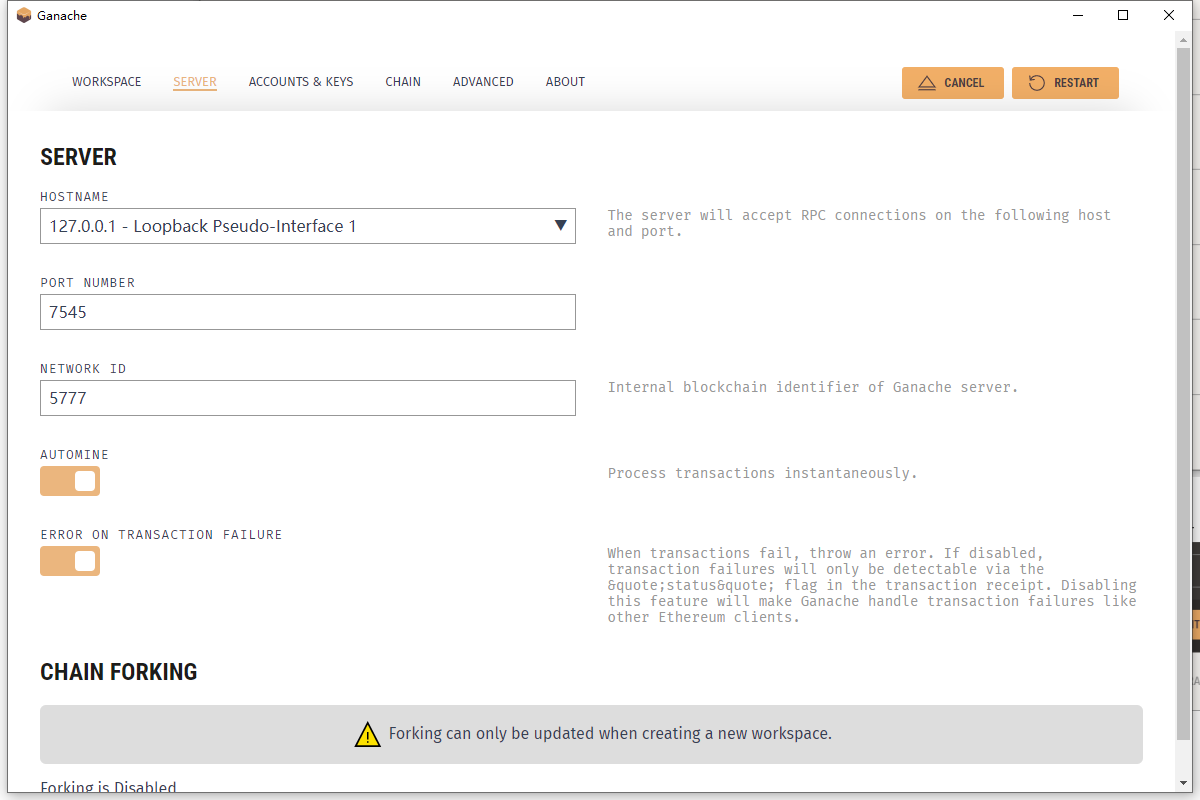 Ganache
WORKSPACE SERVER ACCOUNTS & KEYS CHAIN ADVANCED ABOUT CANCEL RESTART
SERVER
HOSTNAME
127.0.0.1 - Loopback Pseudo-Interface 1
The server will accept RPC connections on the following host
and port.
PORT NUMBER
7545
NETWORK ID
5777
Internal blockchain identifier of Ganache server.
AUTOMINE
Process transactions instantaneously.
ERROR ON TRANSACTION FAILURE
When transactions fail, throw an error. If disabled,
transaction failures will only be detectable via the
&quote;status&quote; flag in the transaction receipt. Disabling
this feature will make Ganache handle transaction failures like
other Ethereum clients.
CHAIN FORKING
Forking can only be updated when creating a new workspace.
Forking is Disabled